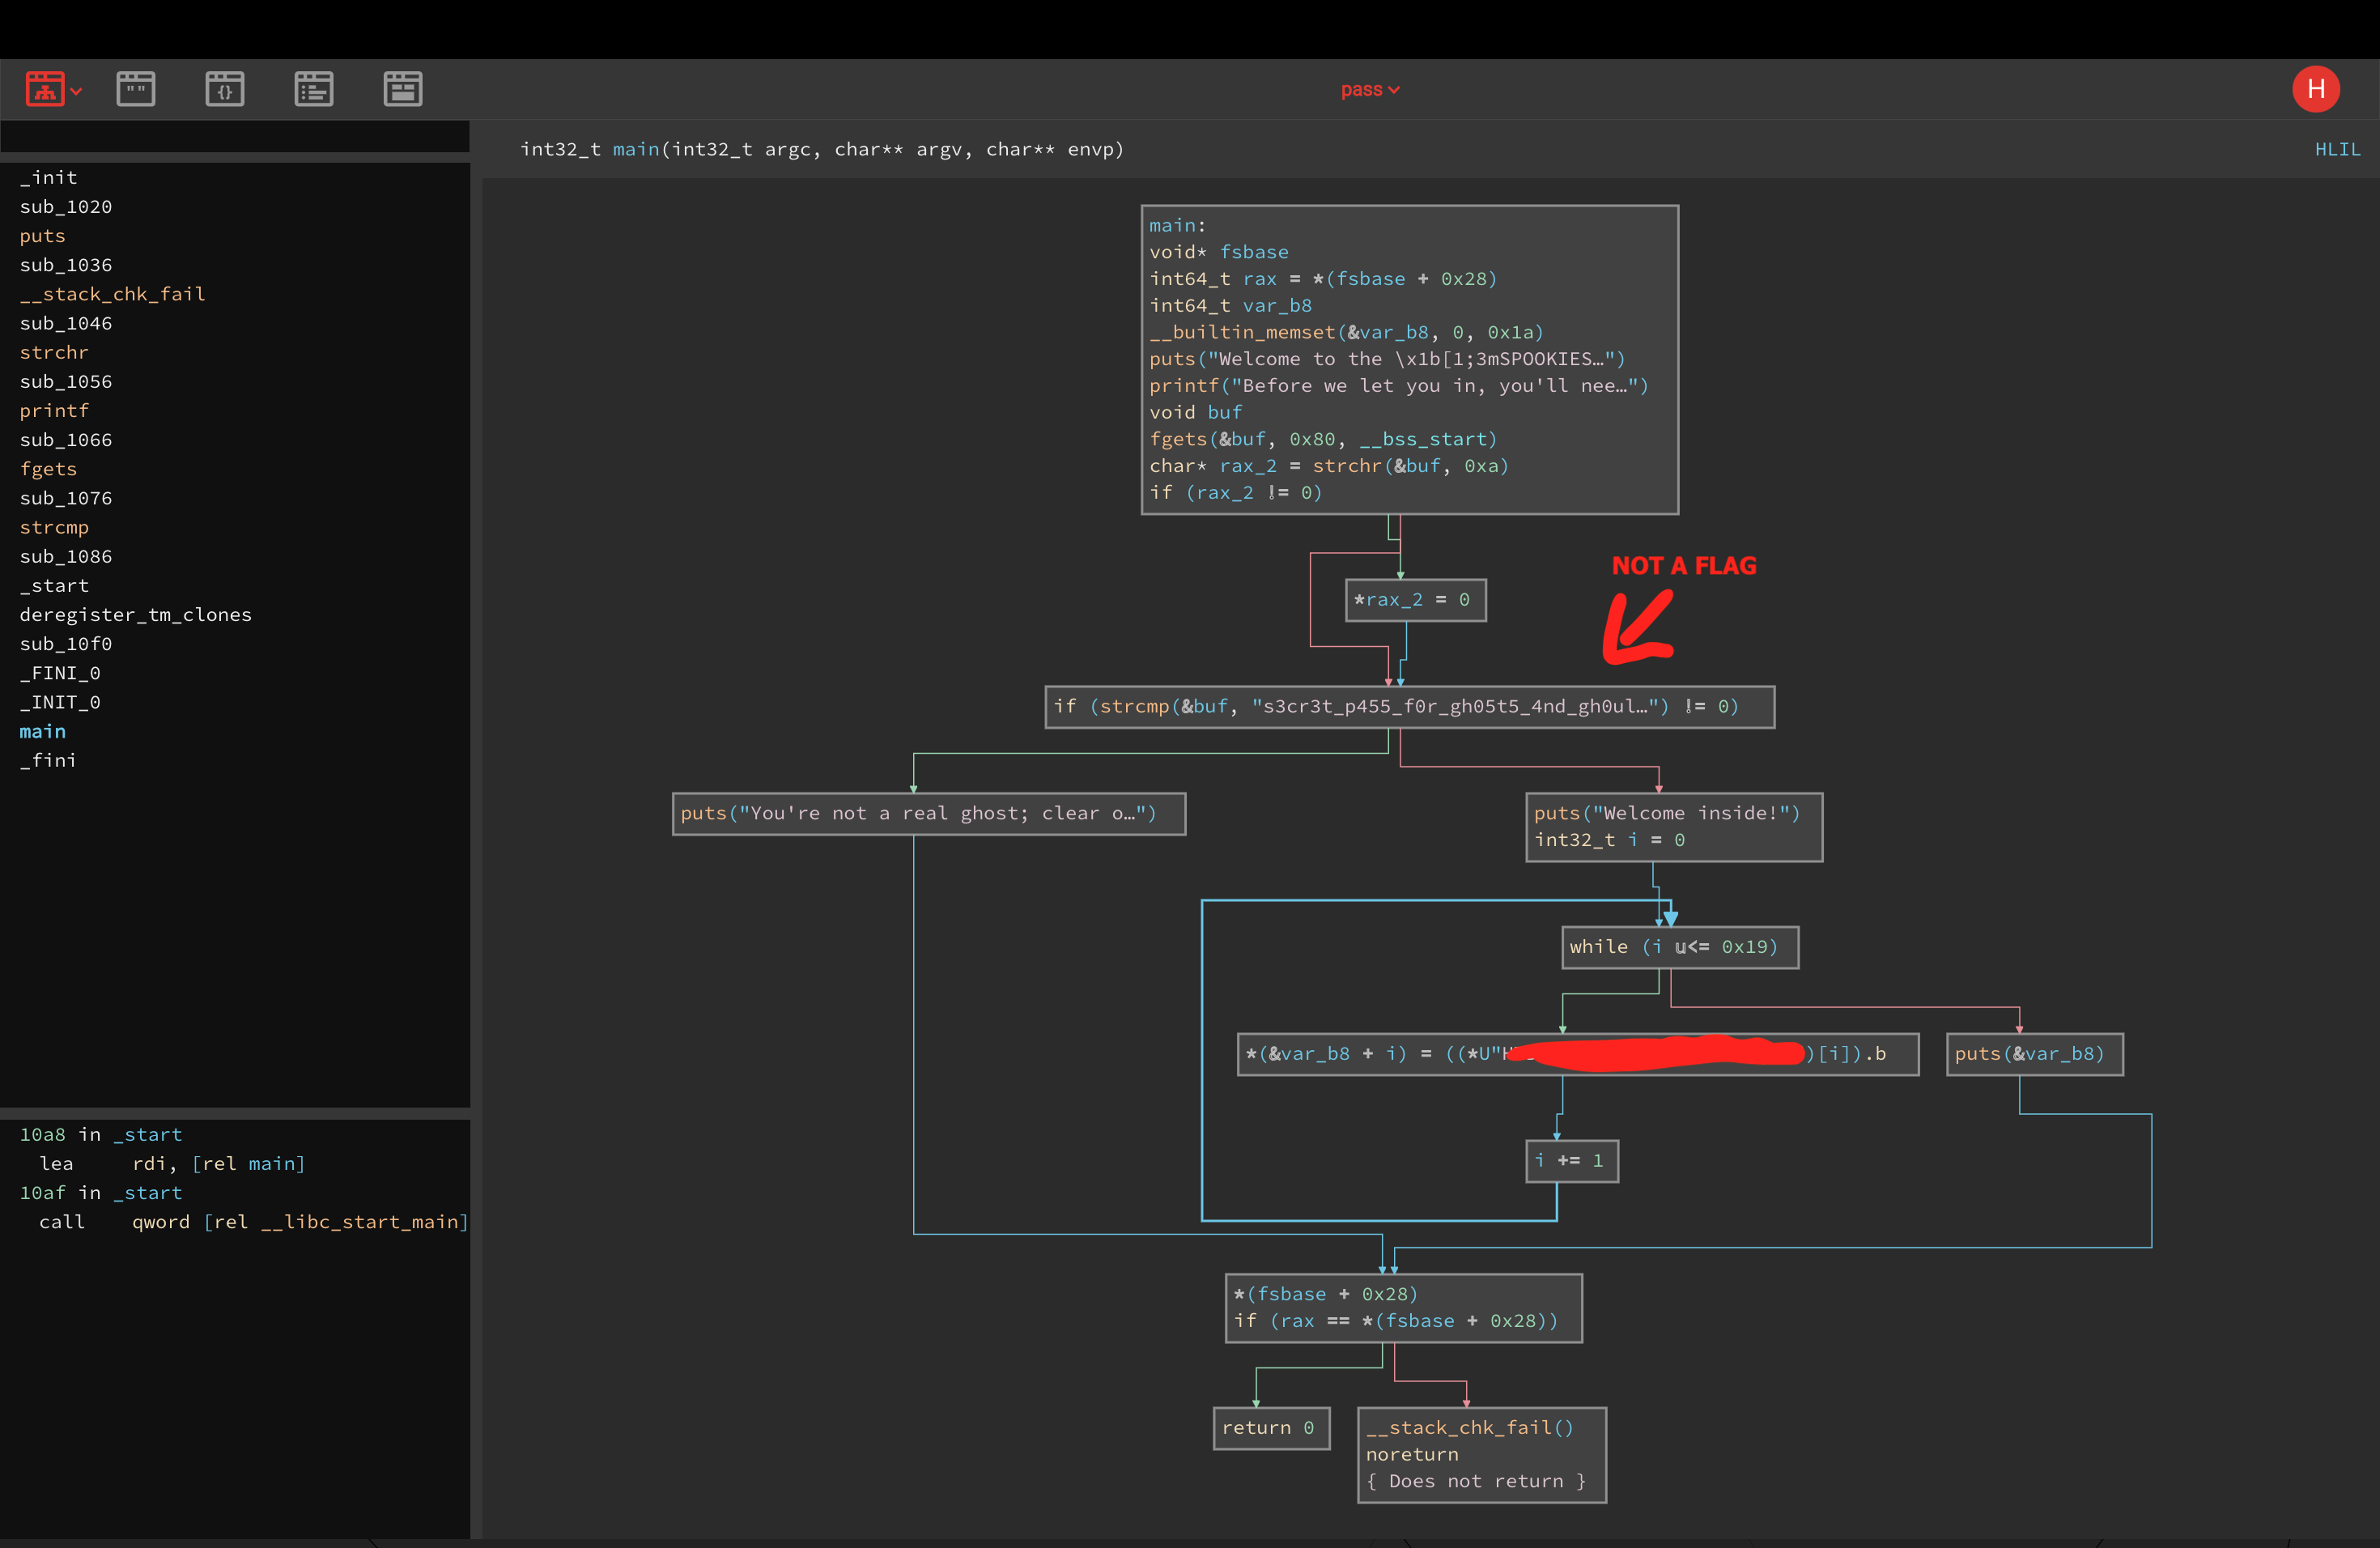 pass
H
int32_t main(int32_t argc, char** argv, char** envp)
HLIL
_init
sub_1020
puts
sub_1036
__stack_chk_fail
sub_1046
strchr
sub_1056
printf
sub_1066
fgets
sub_1076
strcmp
sub_1086
_start
deregister_tm_clones
sub_10f0
_FINI_0
_INIT_0
main
_fini
10a8 in _start
lea rdi, [rel main]
10af in _start
call qword [rel __libc_start_main]
main:
void* fsbase
int64_t rax = *(fsbase + 0x28)
int64_t var_b8
__builtin_memset(&var_b8, 0, 0x1a)
puts("Welcome to the \x1b[1;3mSPOOKIES…")
printf("Before we let you in, you'll nee…")
void buf
fgets(&buf, 0x80, __bss_start)
char* rax_2 = strchr(&buf, 0xa)
if (rax_2 != 0)
NOT A FLAG
*rax_2 = 0
if (strcmp(&buf, "s3cr3t_p455_f0r_gh05t5_4nd_gh0ul…") != 0)
puts("You're not a real ghost; clear o…")
puts("Welcome inside!")
int32_t i = 0
while (i u<= 0x19)
*(&var_b8 + i) = ((*U"H )[i]).b
puts(&var_b8)
i += 1
*(fsbase + 0x28)
if (rax == *(fsbase + 0x28))
return 0
__stack_chk_fail()
noreturn
{ Does not return }